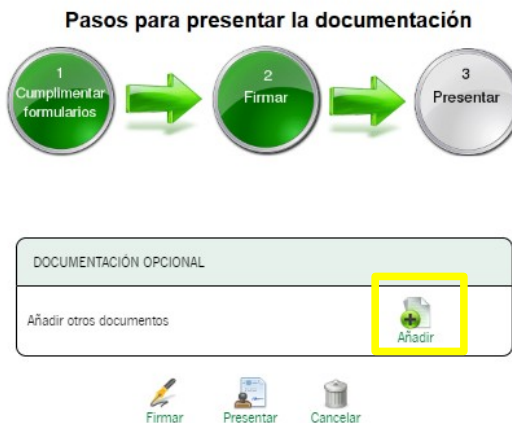 Pasos para presentar la documentación
1
Cumplimentar
formularios
2
Firmar
3
Presentar
DOCUMENTACIÓN OPCIONAL
Añadir otros documentos
Añadir
Firmar
Presentar
Cancelar